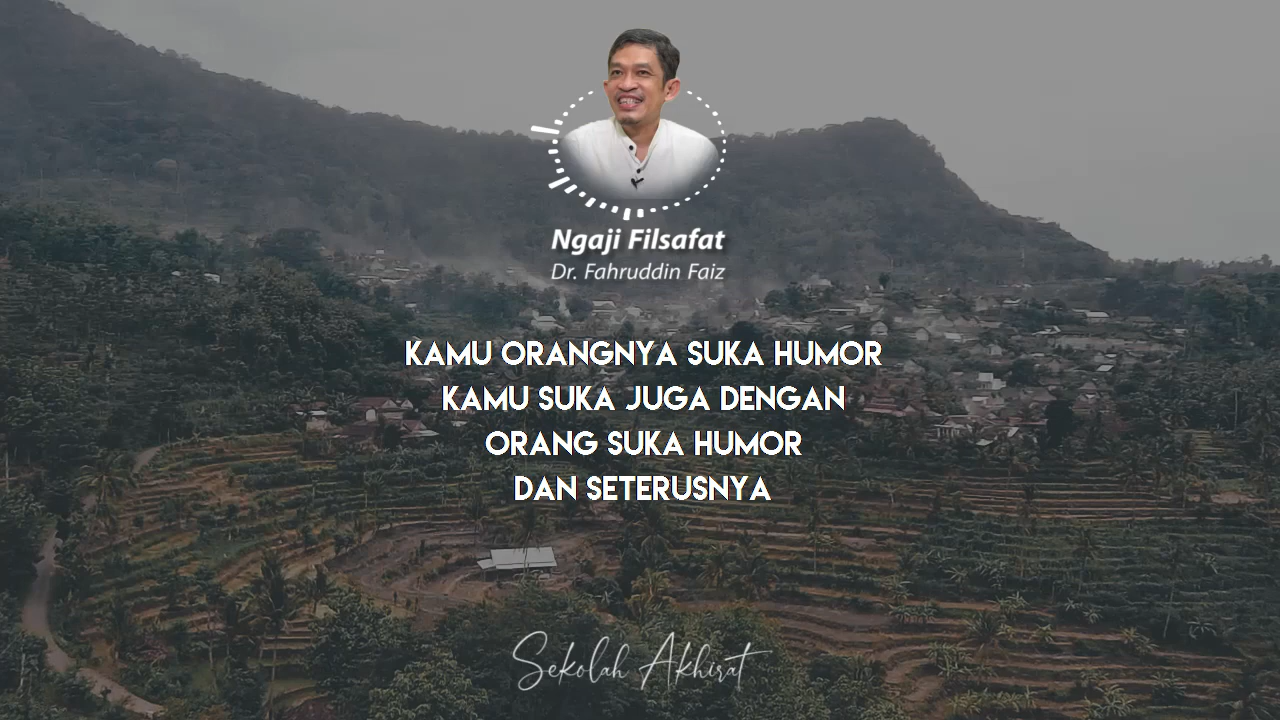 Ngaji Filsafat
Dr. Fahruddin Faiz
KAMU ORANGNYA SUKA HUMOR
KAMU SUKA JUGA DENGAN
ORANG SUKA HUMOR
DAN SETERUSNYA
Sekolah Akhirat